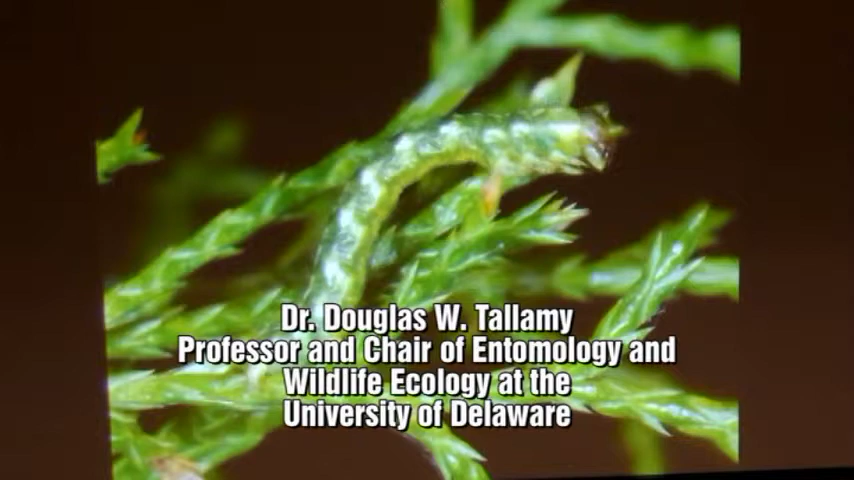 Dr. Douglas W. Tallamy
Professor and Chair of Entomology and
Wildlife Ecology at the
University of Delaware